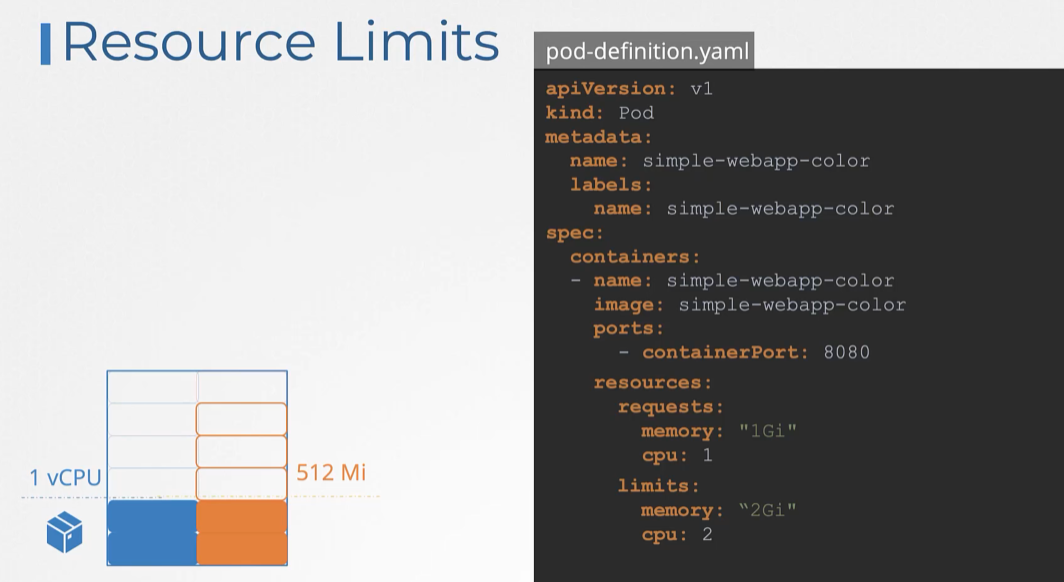 Resource Limits
pod-definition.yaml
apiVersion: v1
kind: Pod
metadata:
  name: simple-webapp-color
  labels:
    name: simple-webapp-color
spec:
  containers:
  - name: simple-webapp-color
    image: simple-webapp-color
    ports:
      - containerPort: 8080
    resources:
      requests:
        memory: "1Gi"
        cpu: 1
      limits:
        memory: “2Gi"
        cpu: 2
1 vCPU
512 Mi